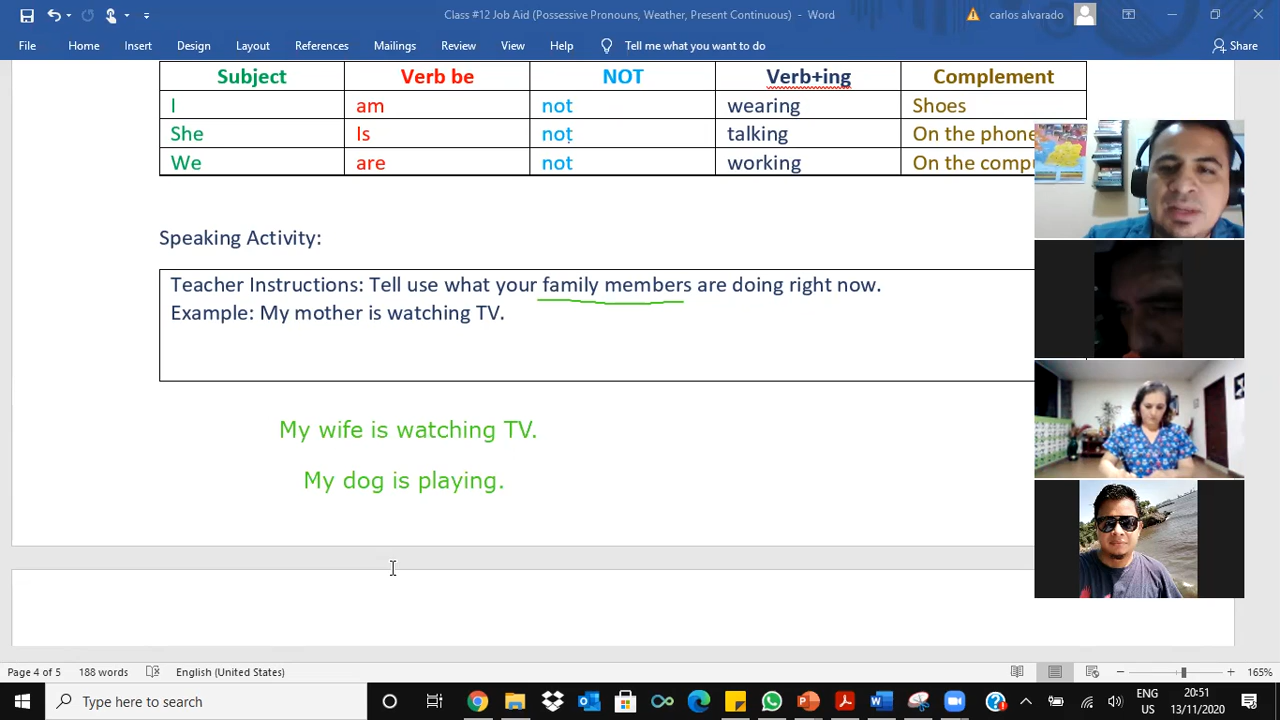 Class #12 Job Aid (Possessive Pronouns, Weather, Present Continuous) - Word
carlos alvarado
File Home Insert Design Layout References Mailings Review View Help Tell me what you want to do Share
Subject Verb be NOT Verb+ing Complement
I am not wearing Shoes
She Is not talking On the phone
We are not working On the compu
Speaking Activity:
Teacher Instructions: Tell use what your family members are doing right now.
Example: My mother is watching TV.
My wife is watching TV.
My dog is playing.
Page 4 of 5 188 words English (United States) 165%
Type here to search
ENG 20:51
US 13/11/2020